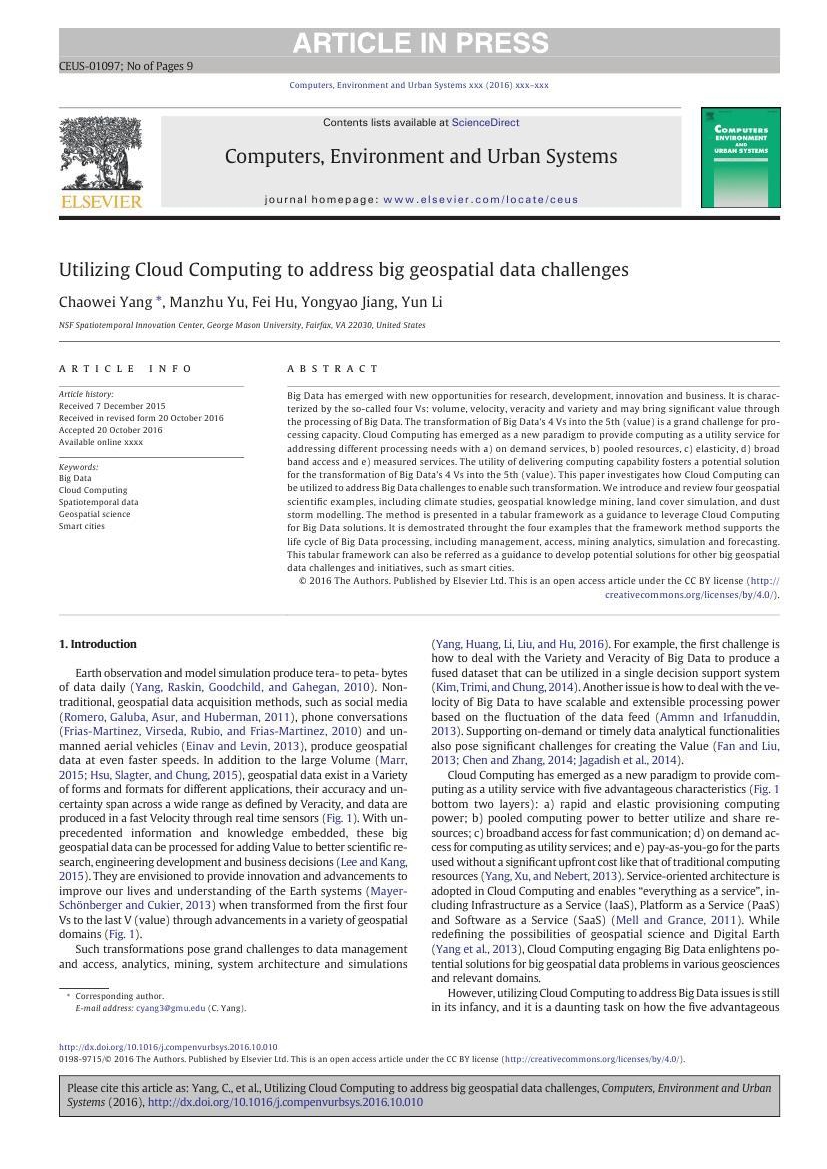 ARTICLE IN PRESS
CEUS-01097; No of Pages 9
Computers, Environment and Urban Systems xxx (2016) xxx–xxx
Contents lists available at ScienceDirect
Computers, Environment and Urban Systems
journal homepage: www.elsevier.com/locate/ceus
ELSEVIER
COMPUTERS
ENVIRONMENT
AND
URBAN SYSTEMS
Utilizing Cloud Computing to address big geospatial data challenges
Chaowei Yang *, Manzhu Yu, Fei Hu, Yongyao Jiang, Yun Li
NSF Spatiotemporal Innovation Center, George Mason University, Fairfax, VA 22030, United States
ARTICLE INFO
Article history:
Received 7 December 2015
Received in revised form 20 October 2016
Accepted 20 October 2016
Available online xxxx
Keywords:
Big Data
Cloud Computing
Spatiotemporal data
Geospatial science
Smart cities
ABSTRACT
Big Data has emerged with new opportunities for research, development, innovation and business. It is charac-
terized by the so-called four Vs: volume, velocity, veracity and variety and may bring significant value through
the processing of Big Data. The transformation of Big Data's 4 Vs into the 5th (value) is a grand challenge for pro-
cessing capacity. Cloud Computing has emerged as a new paradigm to provide computing as a utility service for
addressing different processing needs with a) on demand services, b) pooled resources, c) elasticity, d) broad
band access and e) measured services. The utility of delivering computing capability fosters a potential solution
for the transformation of Big Data's 4 Vs into the 5th (value). This paper investigates how Cloud Computing can
be utilized to address Big Data challenges to enable such transformation. We introduce and review four geospatial
scientific examples, including climate studies, geospatial knowledge mining, land cover simulation, and dust
storm modelling. The method is presented in a tabular framework as a guidance to leverage Cloud Computing
for Big Data solutions. It is demostrated throught the four examples that the framework method supports the
life cycle of Big Data processing, including management, access, mining analytics, simulation and forecasting.
This tabular framework can also be referred as a guidance to develop potential solutions for other big geospatial
data challenges and initiatives, such as smart cities.
© 2016 The Authors. Published by Elsevier Ltd. This is an open access article under the CC BY license (http://
creativecommons.org/licenses/by/4.0/).
1. Introduction
Earth observation and model simulation produce tera- to peta- bytes
of data daily (Yang, Raskin, Goodchild, and Gahegan, 2010). Non-
traditional, geospatial data acquisition methods, such as social media
(Romero, Galuba, Asur, and Huberman, 2011), phone conversations
(Frias-Martinez, Virseda, Rubio, and Frias-Martinez, 2010) and un-
manned aerial vehicles (Einav and Levin, 2013), produce geospatial
data at even faster speeds. In addition to the large Volume (Marr,
2015; Hsu, Slagter, and Chung, 2015), geospatial data exist in a Variety
of forms and formats for different applications, their accuracy and un-
certainty span across a wide range as defined by Veracity, and data are
produced in a fast Velocity through real time sensors (Fig. 1). With un-
precedented information and knowledge embedded, these big
geospatial data can be processed for adding Value to better scientific re-
search, engineering development and business decisions (Lee and Kang,
2015). They are envisioned to provide innovation and advancements to
improve our lives and understanding of the Earth systems (Mayer-
Schönberger and Cukier, 2013) when transformed from the first four
Vs to the last V (value) through advancements in a variety of geospatial
domains (Fig. 1).
Such transformations pose grand challenges to data management
and access, analytics, mining, system architecture and simulations
* Corresponding author.
E-mail address: cyang3@gmu.edu (C. Yang).
(Yang, Huang, Li, Liu, and Hu, 2016). For example, the first challenge is
how to deal with the Variety and Veracity of Big Data to produce a
fused dataset that can be utilized in a single decision support system
(Kim, Trimi, and Chung, 2014). Another issue is how to deal with the ve-
locity of Big Data to have scalable and extensible processing power
based on the fluctuation of the data feed (Ammn and Irfanuddin,
2013). Supporting on-demand or timely data analytical functionalities
also pose significant challenges for creating the Value (Fan and Liu,
2013; Chen and Zhang, 2014; Jagadish et al., 2014).
Cloud Computing has emerged as a new paradigm to provide com-
puting as a utility service with five advantageous characteristics (Fig. 1
bottom two layers): a) rapid and elastic provisioning computing
power; b) pooled computing power to better utilize and share re-
sources; c) broadband access for fast communication; d) on demand ac-
cess for computing as utility services; and e) pay-as-you-go for the parts
used without a significant upfront cost like that of traditional computing
resources (Yang, Xu, and Nebert, 2013). Service-oriented architecture is
adopted in Cloud Computing and enables “everything as a service”, in-
cluding Infrastructure as a Service (IaaS), Platform as a Service (PaaS)
and Software as a Service (SaaS) (Mell and Grance, 2011). While
redefining the possibilities of geospatial science and Digital Earth
(Yang et al., 2013), Cloud Computing engaging Big Data enlightens po-
tential solutions for big geospatial data problems in various geosciences
and relevant domains.
However, utilizing Cloud Computing to address Big Data issues is still
in its infancy, and it is a daunting task on how the five advantageous
http://dx.doi.org/10.1016/j.compenvurbsys.2016.10.010
0198-9715/© 2016 The Authors. Published by Elsevier Ltd. This is an open access article under the CC BY license (http://creativecommons.org/licenses/by/4.0/).
Please cite this article as: Yang, C., et al., Utilizing Cloud Computing to address big geospatial data challenges, Computers, Environment and Urban
Systems (2016), http://dx.doi.org/10.1016/j.compenvurbsys.2016.10.010